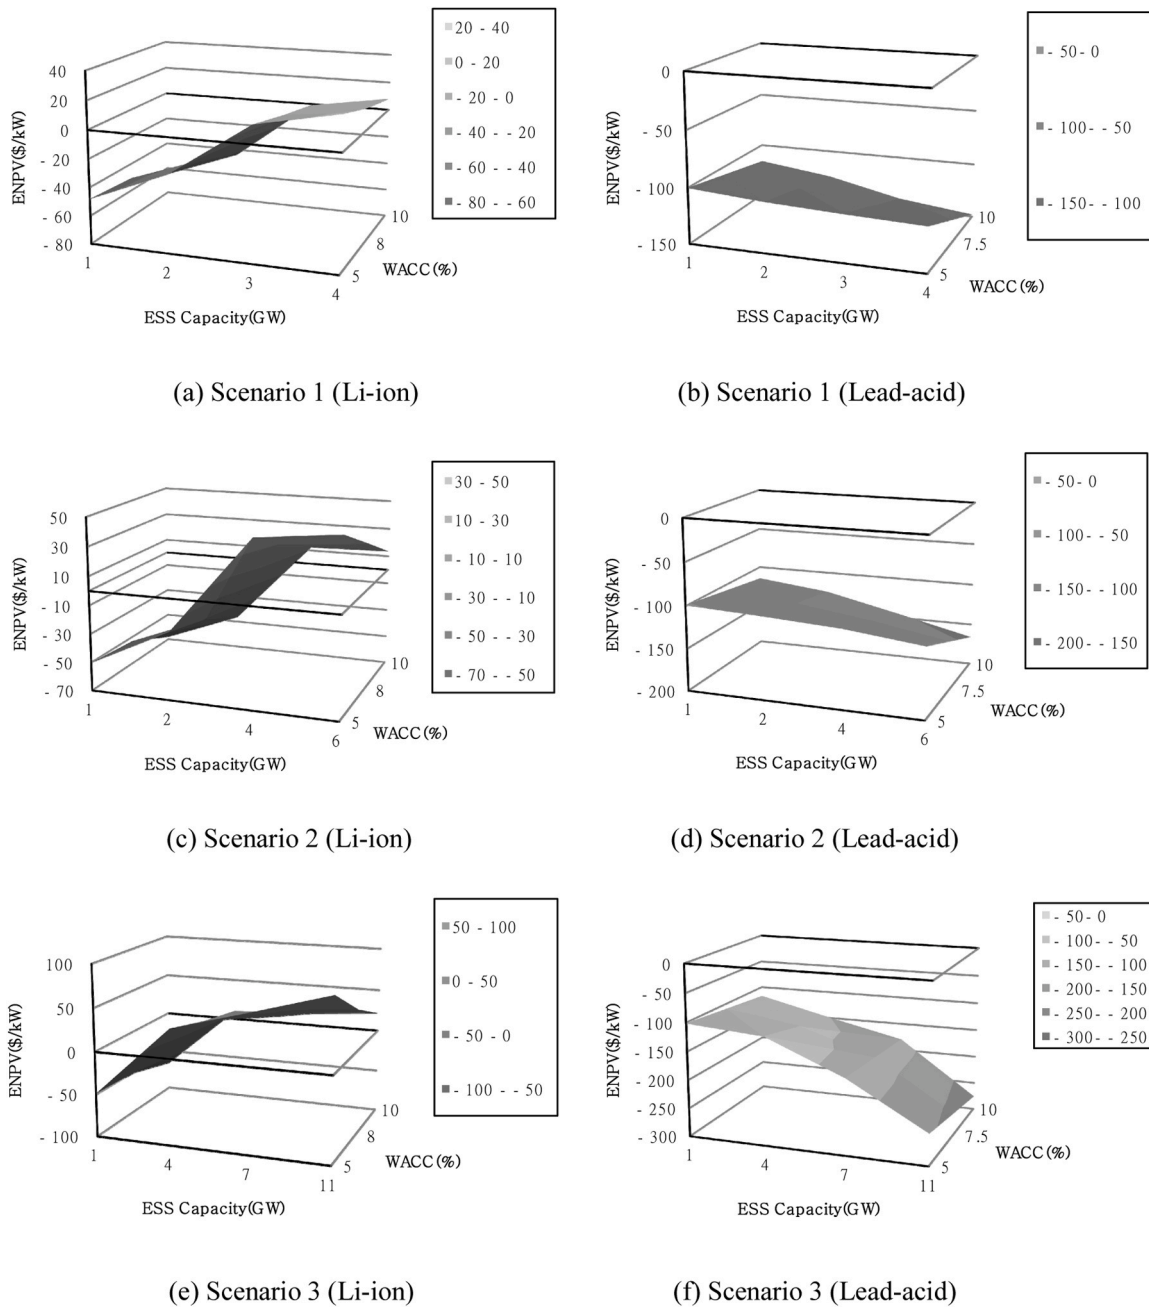 40
20
0
- 20
- 40
- 60
- 80
ENPV($/kW)
1
2
3
4
ESS Capacity(GW)
10
8
5
WACC(%)
20 - 40
0 - 20
- 20 - 0
- 40 - - 20
- 60 - - 40
- 80 - - 60
(a) Scenario 1 (Li-ion)
0
- 50
- 100
- 150
ENPV($/kW)
1
2
3
4
ESS Capacity(GW)
10
7.5
5
WACC(%)
- 50- 0
- 100- - 50
- 150- - 100
(b) Scenario 1 (Lead-acid)
50
30
10
- 10
- 30
- 50
- 70
ENPV($/kW)
1
2
4
6
ESS Capacity(GW)
10
8
5
WACC(%)
30 - 50
10 - 30
- 10 - 10
- 30 - - 10
- 50 - - 30
- 70 - - 50
(c) Scenario 2 (Li-ion)
0
- 50
- 100
- 150
- 200
ENPV($/kW)
1
2
4
6
ESS Capacity(GW)
10
7.5
5
WACC(%)
- 50- 0
- 100- - 50
- 150- - 100
- 200- - 150
(d) Scenario 2 (Lead-acid)
100
50
0
- 50
- 100
ENPV($/kW)
1
4
7
11
ESS Capacity(GW)
10
8
5
WACC(%)
50 - 100
0 - 50
- 50 - 0
- 100 - - 50
(e) Scenario 3 (Li-ion)
0
- 50
- 100
- 150
- 200
- 250
- 300
ENPV($/kW)
1
4
7
11
ESS Capacity(GW)
10
7.5
5
WACC(%)
- 50- 0
- 100- - 50
- 150- - 100
- 200- - 150
- 250- - 200
- 300- - 250
(f) Scenario 3 (Lead-acid)